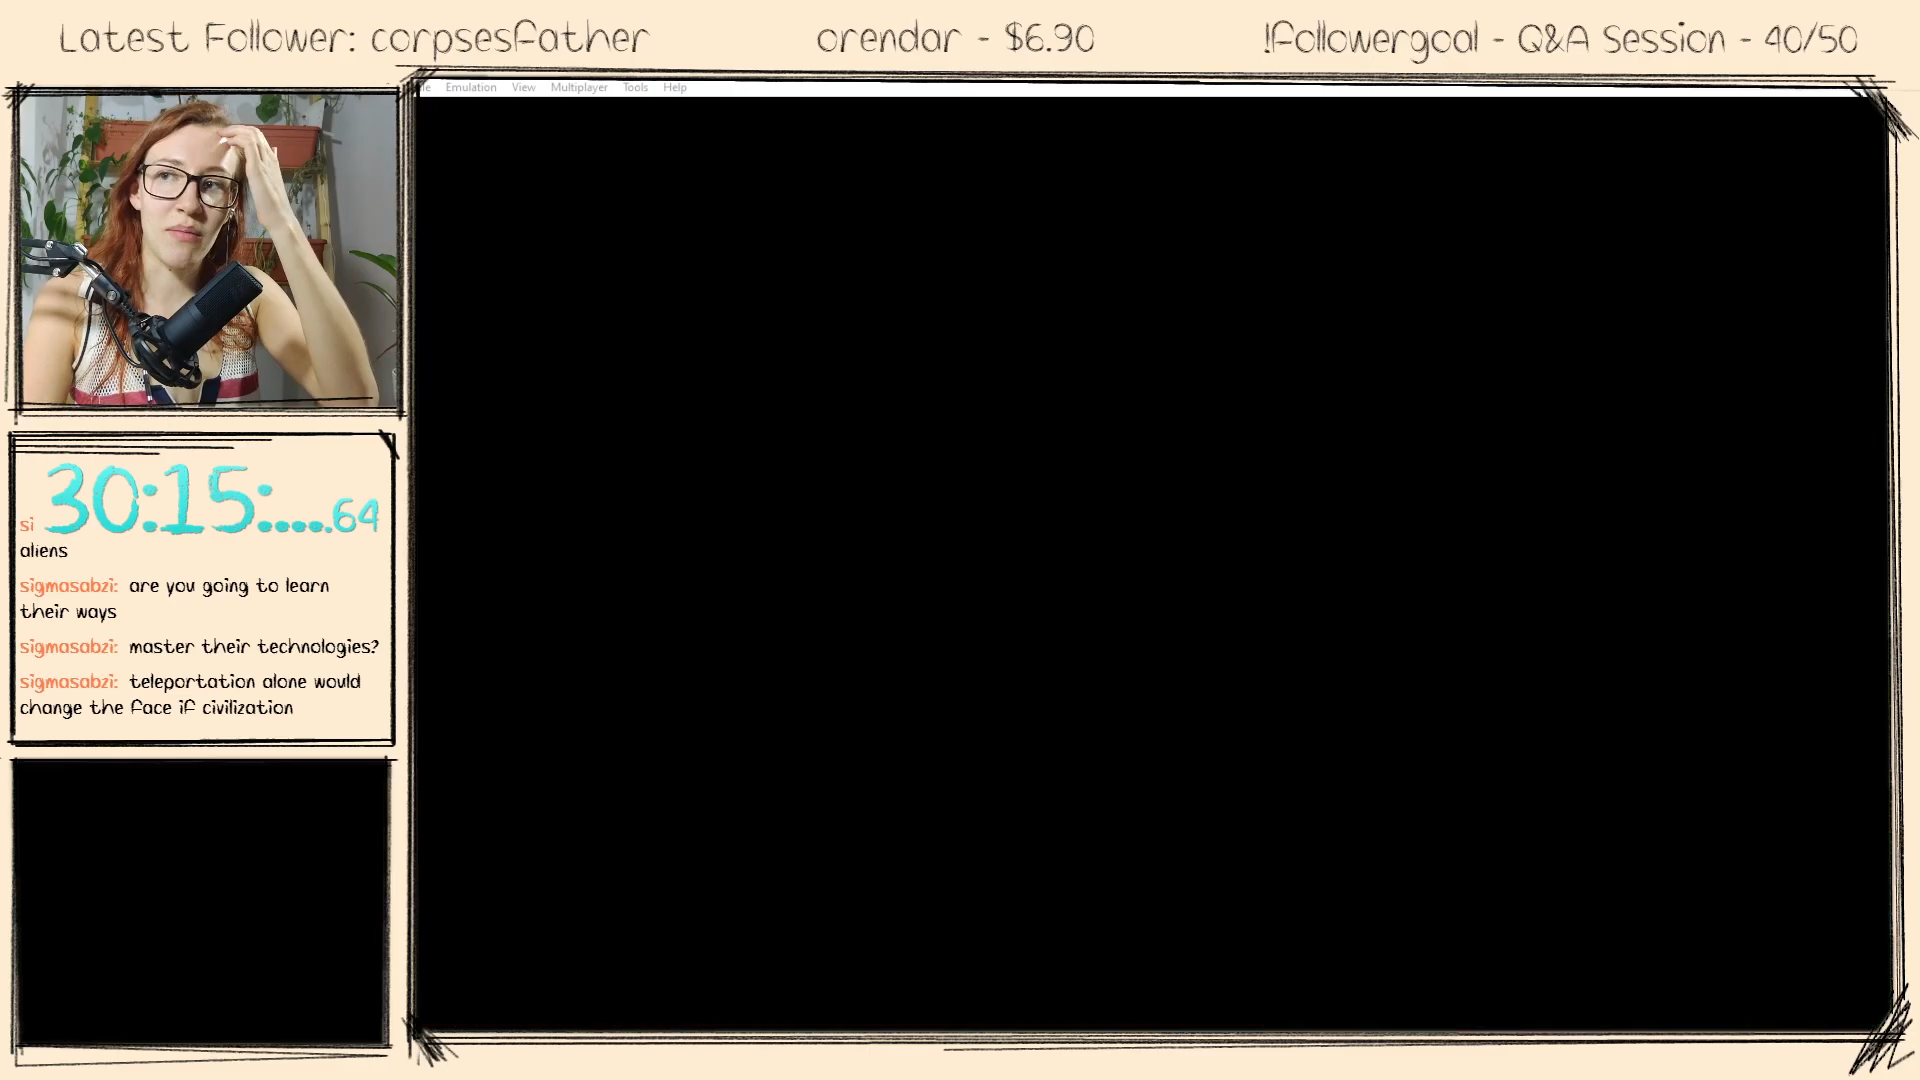 Latest Follower: corpsesfather
orendar - $6.90
!followergoal - Q&A Session - 40/50
Emulation View Multiplayer Tools Help
30:15:.....64
si
aliens
sigmasabzi: are you going to learn
their ways
sigmasabzi: master their technologies?
sigmasabzi: teleportation alone would
change the face if civilization